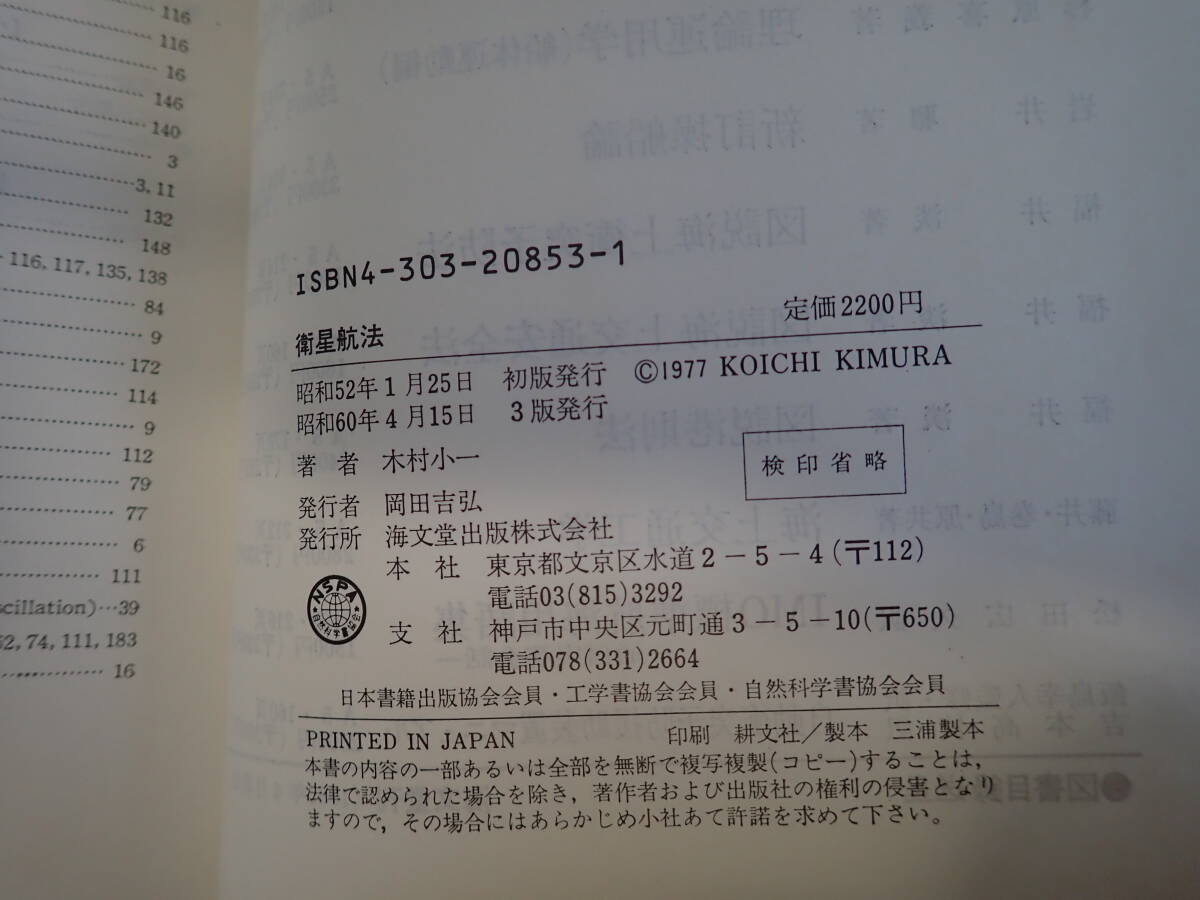 116
116
16
146
140
3
3, 11
132
148
116, 117, 135, 138
84
9
172
114
9
112
79
77
6
111
scillation)…39
52, 74, 111, 183
16
ISBN4-303-20853-1
衛星航法
定価2200円
昭和52年1月25日 初版発行 ©1977 KOICHI KIMURA
昭和60年4月15日 3版発行
著者 木村小一
検印省略
発行者 岡田吉弘
発行所 海文堂出版株式会社
本社 東京都文京区水道2-5-4(〒112)
電話03(815)3292
支社 神戸市中央区元町通3-5-10(〒650)
電話078(331)2664
NSPA
自然科学書協会
日本書籍出版協会会員・工学書協会会員・自然科学書協会会員
PRINTED IN JAPAN 印刷 耕文社/製本 三浦製本
本書の内容の一部あるいは全部を無断で複写複製(コピー)することは,
法律で認められた場合を除き,著作者および出版社の権利の侵害となり
ますので,その場合にはあらかじめ小社あて許諾を求めて下さい。